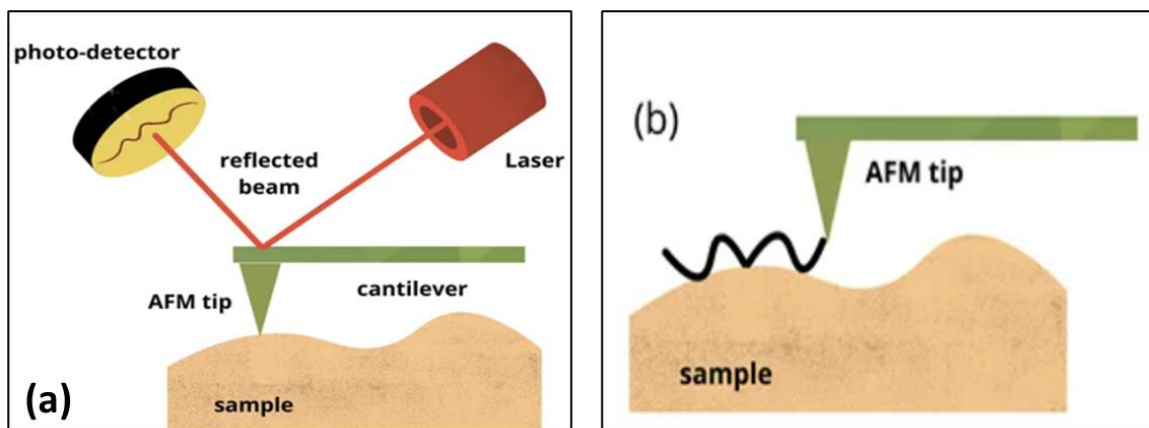 photo-detector
reflected
beam
Laser
AFM tip
cantilever
sample
(a)
(b)
AFM tip
sample